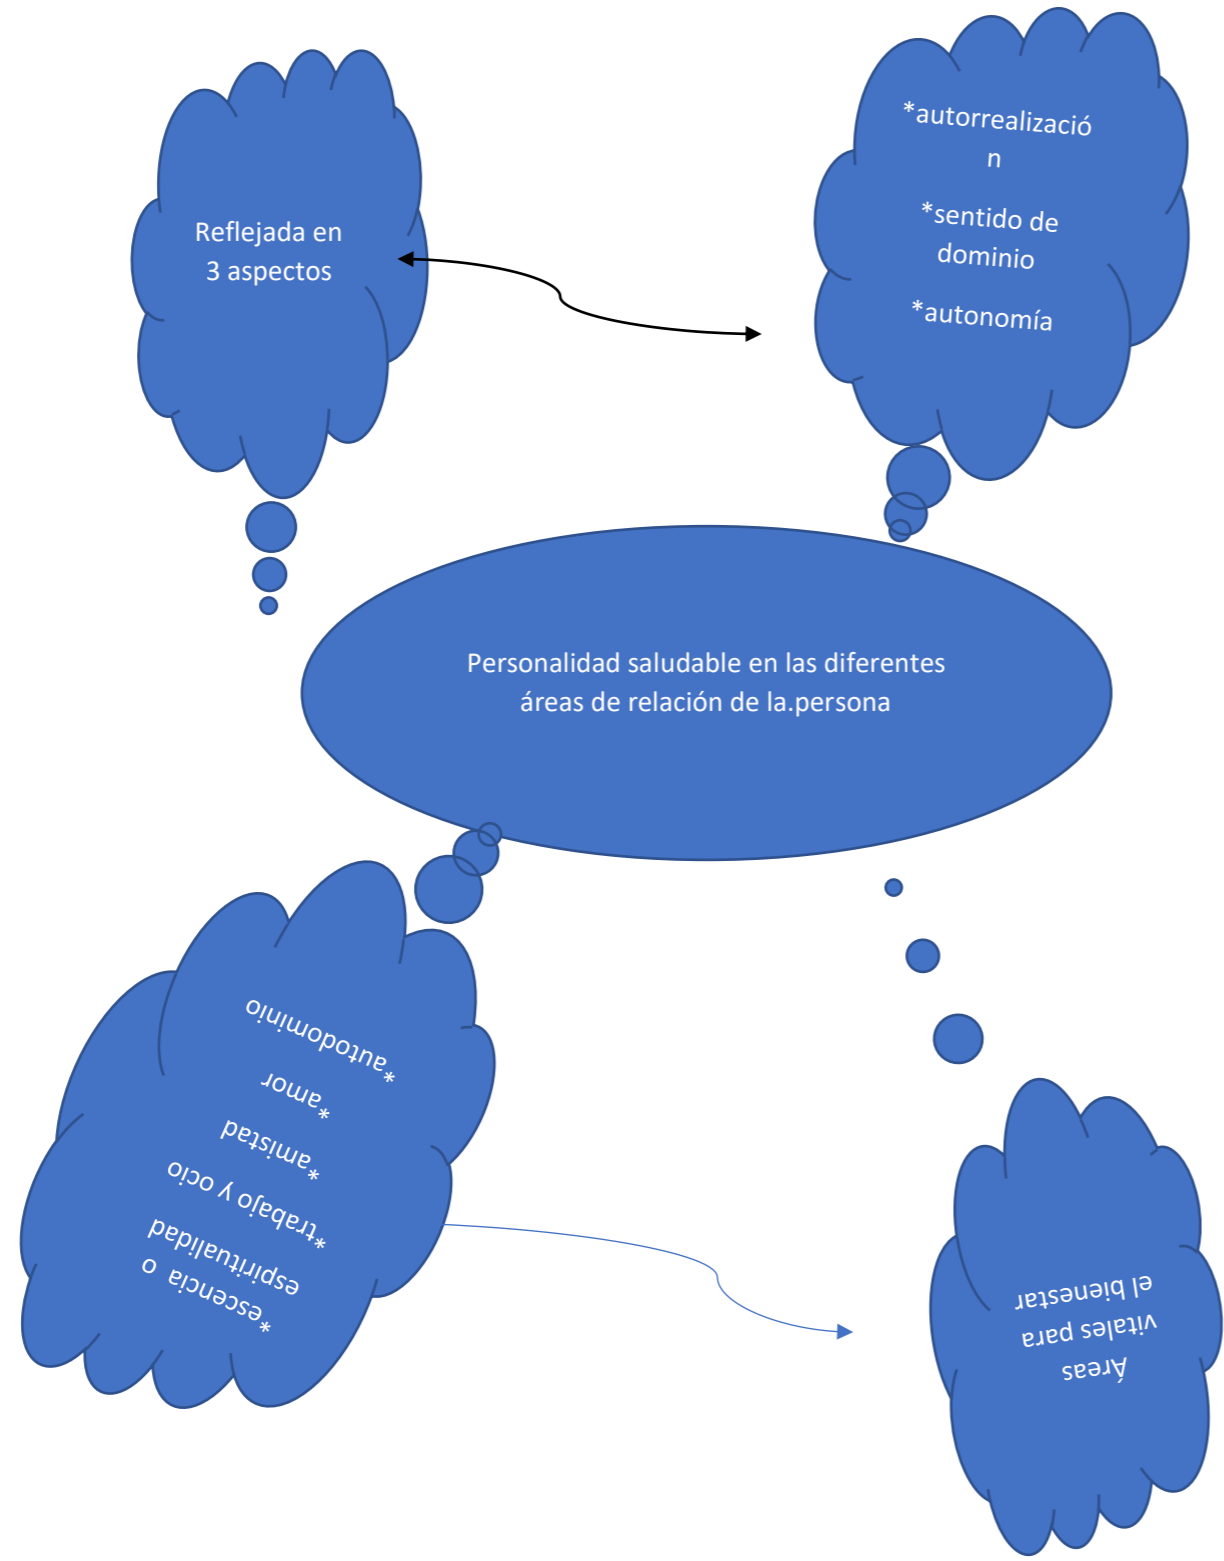 Reflejada en
3 aspectos
*autorrealizació
n
*sentido de
dominio
*autonomía
Personalidad saludable en las diferentes
áreas de relación de la.persona
*escencia o
espiritualidad
*trabajo y ocio
*amistad
*amor
*autodominio
Áreas
vitales para
el bienestar